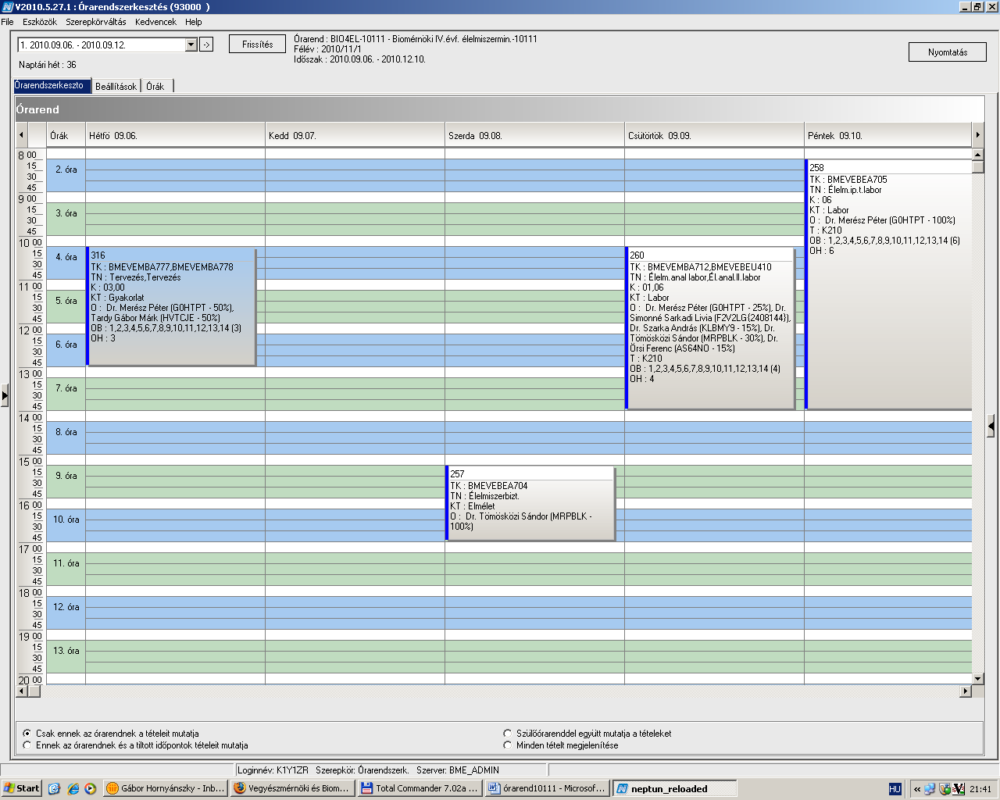 V2010.5.27.1 : Órarendszerkesztés (93000  )
File Eszközök Szerepkörváltás Kedvencek Help
1. 2010.09.06. - 2010.09.12. -> Frissítés
Naptári hét : 36
Órarend : BIO4EL-10111 - Biomérnöki IV.évf. élelmiszermin.-10111
Félév : 2010/11/1
Időszak : 2010.09.06. - 2010.12.10.
Nyomtatás
Órarendszerkeszto Beállítások Órák
Órarend
Órák Hétfő 09.06. Kedd 09.07. Szerda 09.08. Csütörtök 09.09. Péntek 09.10.
8 00
15
30
45
9 00
15
30
45
10 00
15
30
45
11 00
15
30
45
12 00
15
30
45
13 00
15
30
45
14 00
15
30
45
15 00
15
30
45
16 00
15
30
45
17 00
15
30
45
18 00
15
30
45
19 00
15
30
45
20 00
2. óra
3. óra
4. óra
5. óra
6. óra
7. óra
8. óra
9. óra
10. óra
11. óra
12. óra
13. óra
316
TK : BMEVEMBA777,BMEVEMBA778
TN : Tervezés,Tervezés
K : 03,00
KT : Gyakorlat
O :  Dr. Merész Péter (G0HTPT - 50%),
Tardy Gábor Márk (HVTCJE - 50%)
OB : 1,2,3,4,5,6,7,8,9,10,11,12,13,14 (3)
OH : 3
257
TK : BMEVEBEA704
TN : Élelmiszerbizt.
KT : Elmélet
O :  Dr. Tömösközi Sándor (MRPBLK -
100%)
260
TK : BMEVEMBA712,BMEVEBEU410
TN : Élelm.anal labor,Él.anal.II.labor
K : 01,06
KT : Labor
O :  Dr. Merész Péter (G0HTPT - 25%), Dr.
Simonné Sarkadi Livia (F2V2LG{2408144}),
Dr. Szarka András (KLBMY9 - 15%), Dr.
Tömösközi Sándor (MRPBLK - 30%), Dr.
Örsi Ferenc (AS64NO - 15%)
T : K210
OB : 1,2,3,4,5,6,7,8,9,10,11,12,13,14 (4)
OH : 4
258
TK : BMEVEBEA705
TN : Élelm.ip.t.labor
K : 06
KT : Labor
O :  Dr. Merész Péter (G0HTPT - 100%)
T : K210
OB : 1,2,3,4,5,6,7,8,9,10,11,12,13,14 (6)
OH : 6
Csak ennek az órarendnek a tételeit mutatja
Ennek az órarendnek és a tiltott időpontok tételeit mutatja
Szülőórarenddel együtt mutatja a tételeket
Minden tételt megjelenítése
Loginnév: K1Y1ZR Szerepkör: Órarendszerk. Szerver: BME_ADMIN
Start Gábor Hornyánszky - Inb... Vegyészmérnöki és Biom... Total Commander 7.02a ... órarend10111 - Microsof... neptun_reloaded HU « 21:41